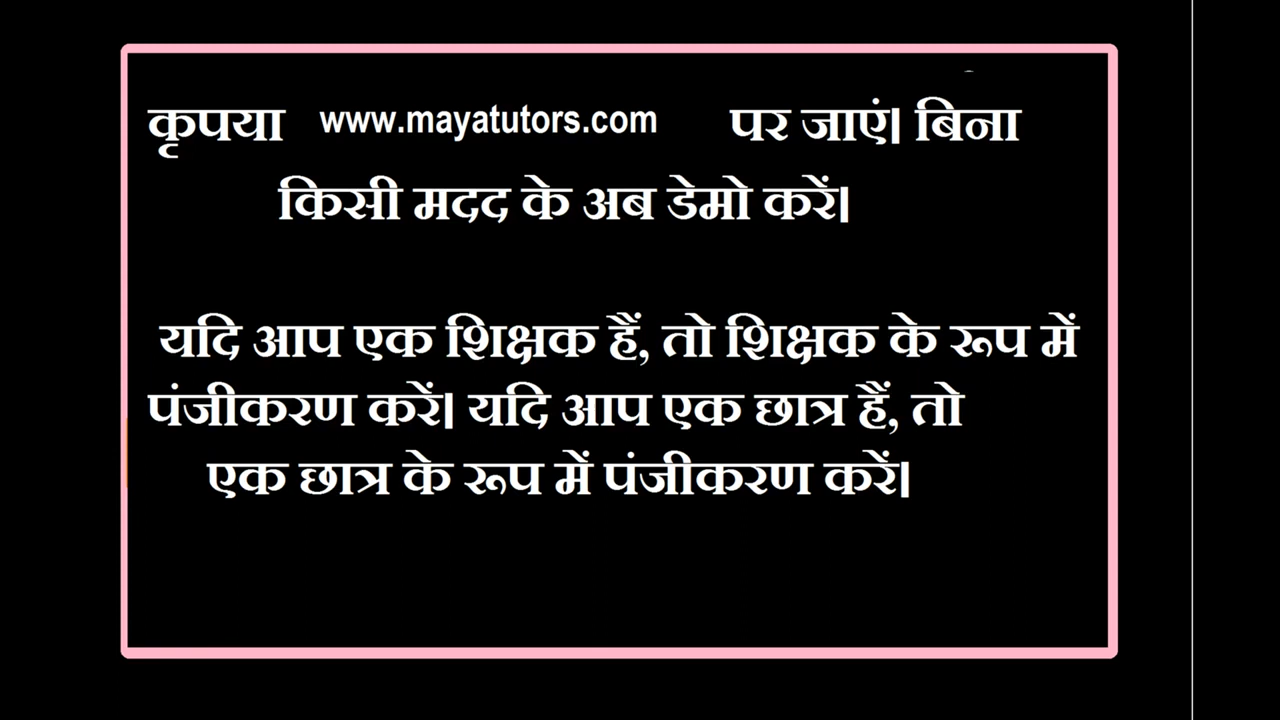 कृपया www.mayatutors.com पर जाएं। बिना
किसी मदद के अब डेमो करें।
यदि आप एक शिक्षक हैं, तो शिक्षक के रूप में
पंजीकरण करें। यदि आप एक छात्र हैं, तो
एक छात्र के रूप में पंजीकरण करें।